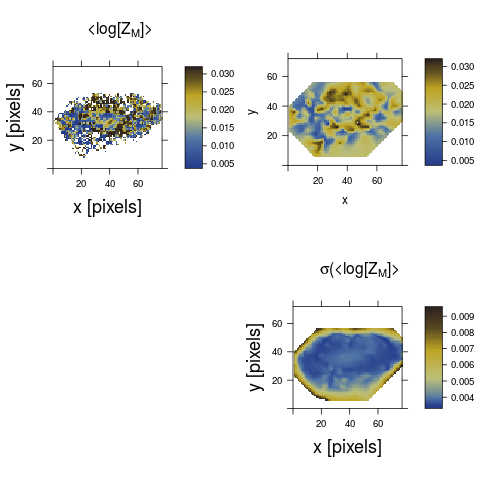 <log[Z_M]>
60
40
20
20 40 60
y [pixels]
x [pixels]
0.030
0.025
0.020
0.015
0.010
0.005
60
40
20
20 40 60
y
x
0.030
0.025
0.020
0.015
0.010
0.005
σ(<log[Z_M]>
60
40
20
20 40 60
y [pixels]
x [pixels]
0.009
0.008
0.007
0.006
0.005
0.004